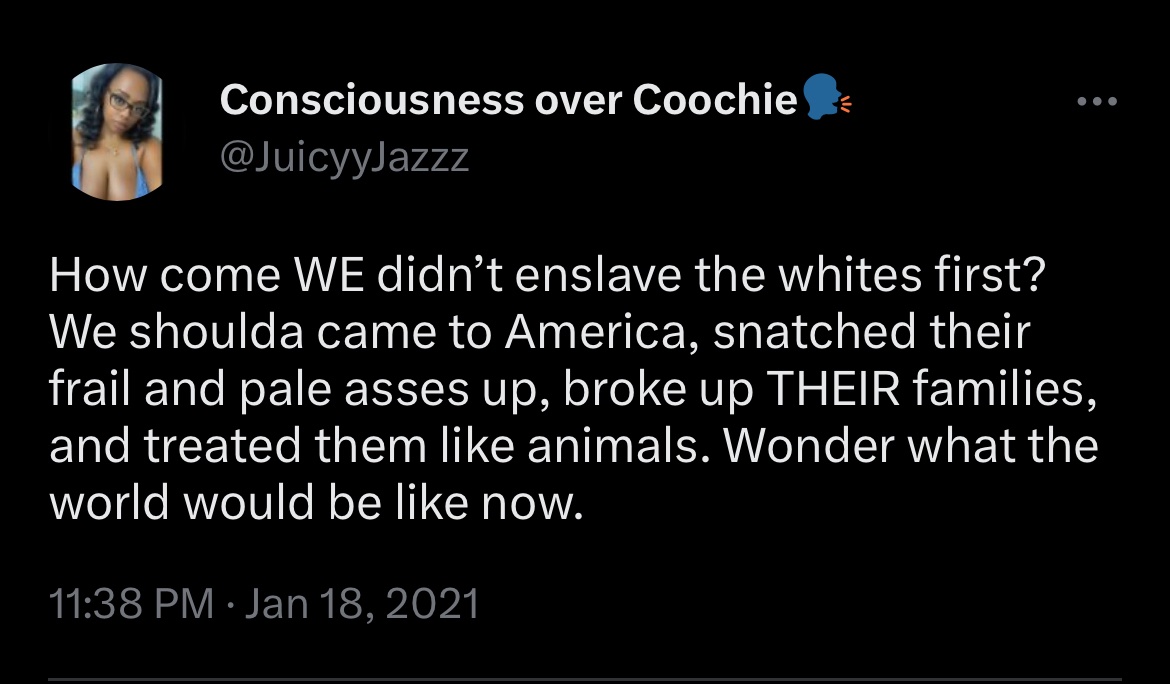 Consciousness over Coochie🗣️
@JuicyyJazzz
How come WE didn’t enslave the whites first?
We shoulda came to America, snatched their
frail and pale asses up, broke up THEIR families,
and treated them like animals. Wonder what the
world would be like now.
11:38 PM · Jan 18, 2021